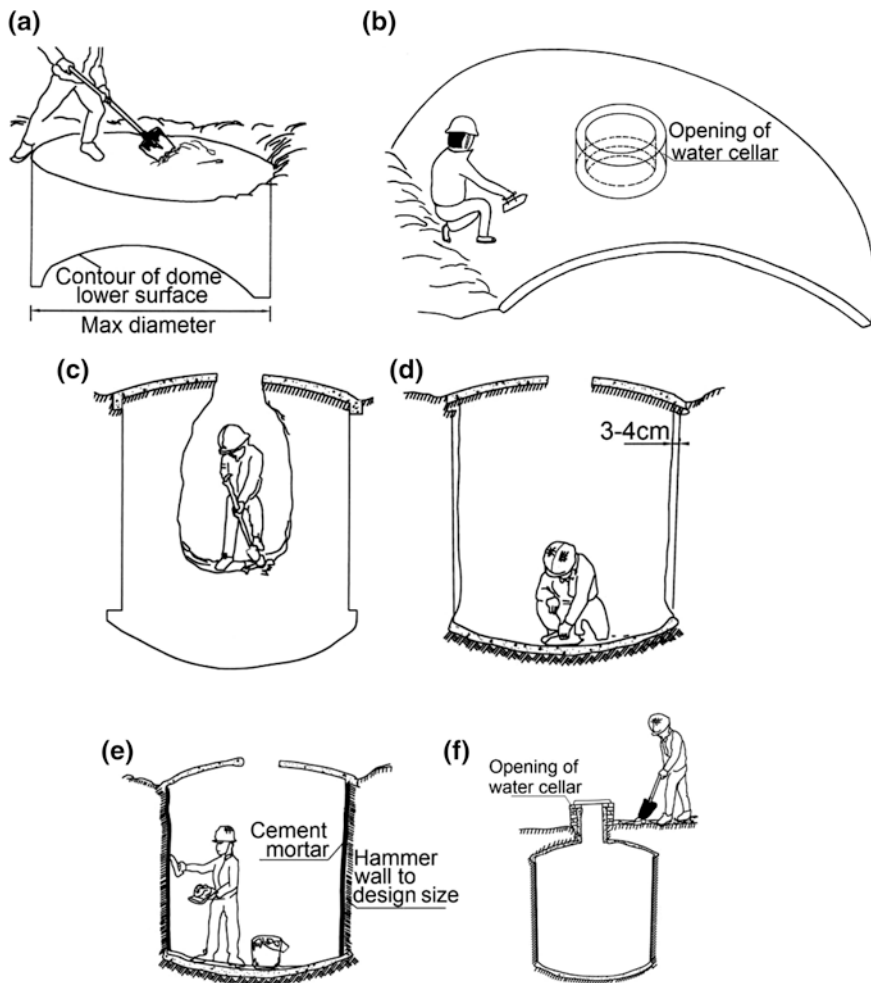 (a)
Contour of dome
lower surface
Max diameter
(b)
Opening of
water cellar
(c)
(d)
3-4cm
(e)
Cement
mortar
Hammer
wall to
design size
(f)
Opening of
water cellar